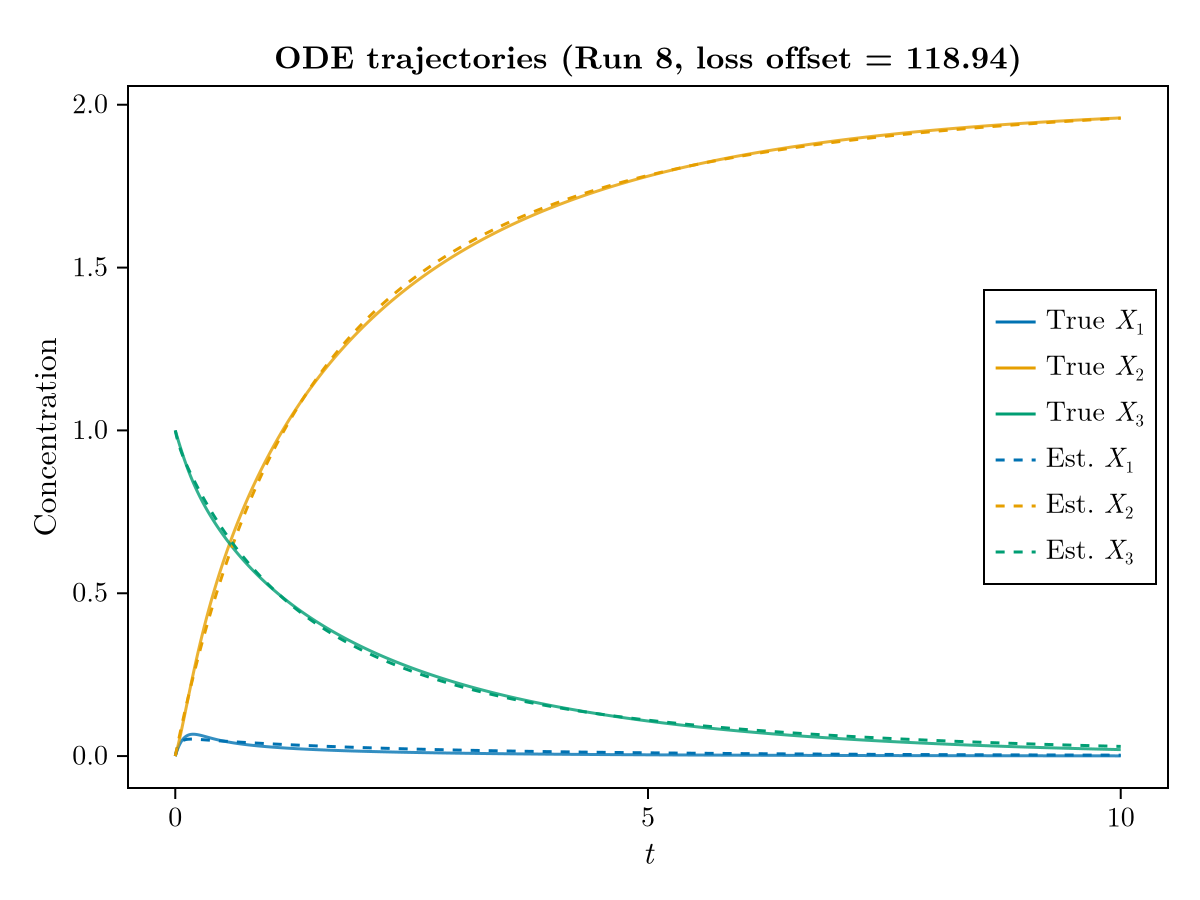 ODE trajectories (Run 8, loss offset = 118.94)
2.0
1.5
1.0
0.5
0.0
Concentration
True X₁
True X₂
True X₃
Est. X₁
Est. X₂
Est. X₃
0 5 10
t